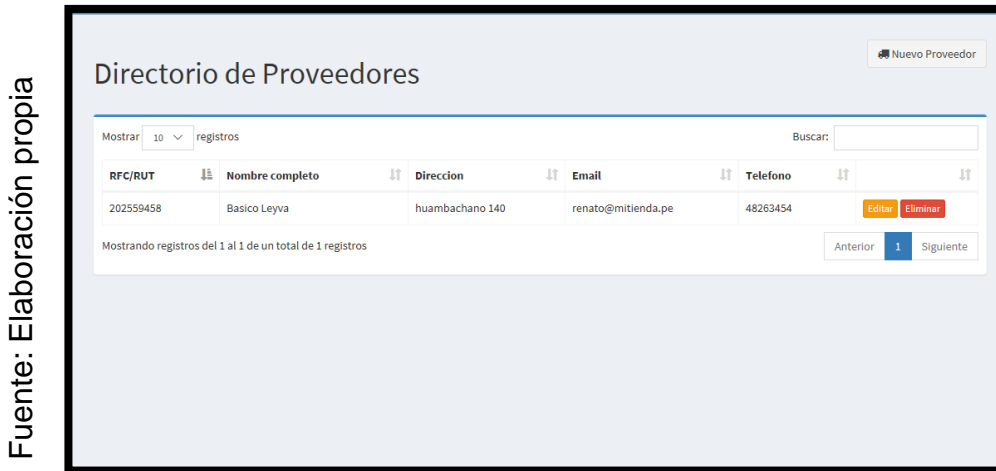 Fuente: Elaboración propia
Nuevo Proveedor
Directorio de Proveedores
Mostrar 10 registros Buscar:
RFC/RUT Nombre completo Direccion Email Telefono
202559458 Basico Leyva huambachano 140 renato@mitienda.pe 48263454 Editar Eliminar
Mostrando registros del 1 al 1 de un total de 1 registros Anterior 1 Siguiente